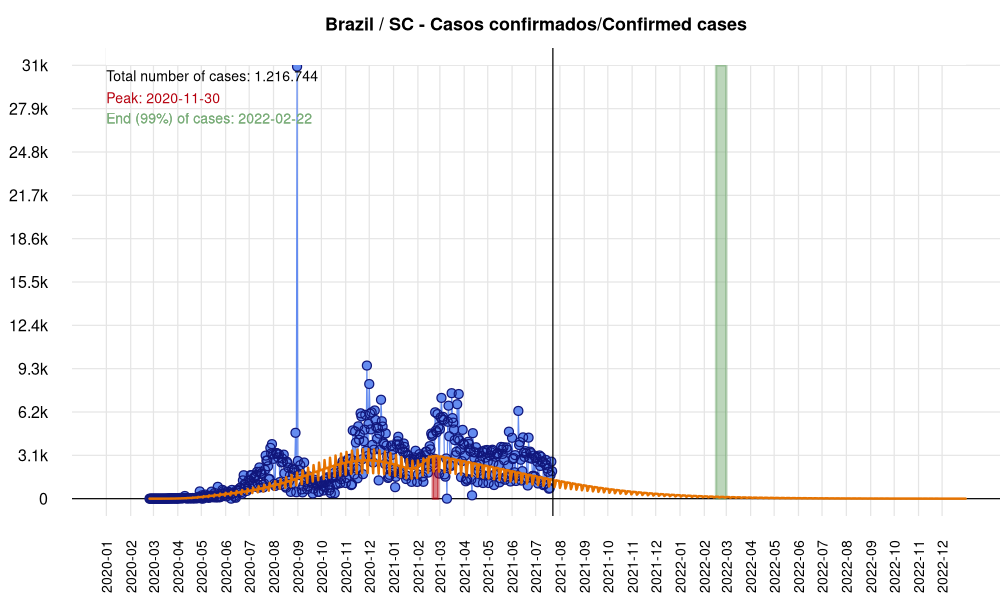 Brazil / SC - Casos confirmados/Confirmed cases
31k
Total number of cases: 1.216.744
Peak: 2020-11-30
End (99%) of cases: 2022-02-22
27.9k
24.8k
21.7k
18.6k
15.5k
12.4k
9.3k
6.2k
3.1k
0
2020-01
2020-02
2020-03
2020-04
2020-05
2020-06
2020-07
2020-08
2020-09
2020-10
2020-11
2020-12
2021-01
2021-02
2021-03
2021-04
2021-05
2021-06
2021-07
2021-08
2021-09
2021-10
2021-11
2021-12
2022-01
2022-02
2022-03
2022-04
2022-05
2022-06
2022-07
2022-08
2022-09
2022-10
2022-11
2022-12